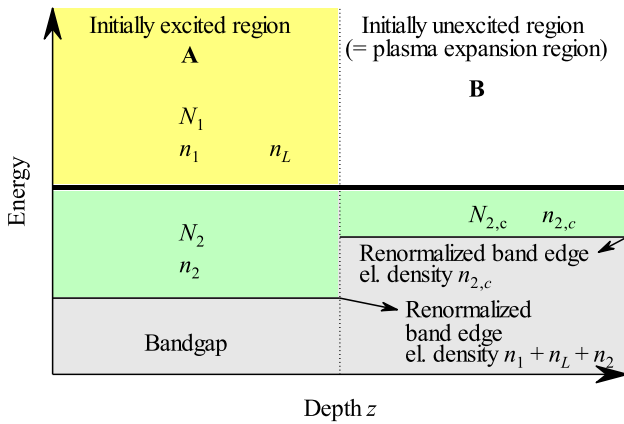 Initially excited region
A
Initially unexcited region
(= plasma expansion region)
B
N1
n1 nL
Energy
N2
n2
N2,c n2,c
Renormalized band edge
el. density n2,c
Renormalized
band edge
el. density n1 + nL + n2
Bandgap
Depth z